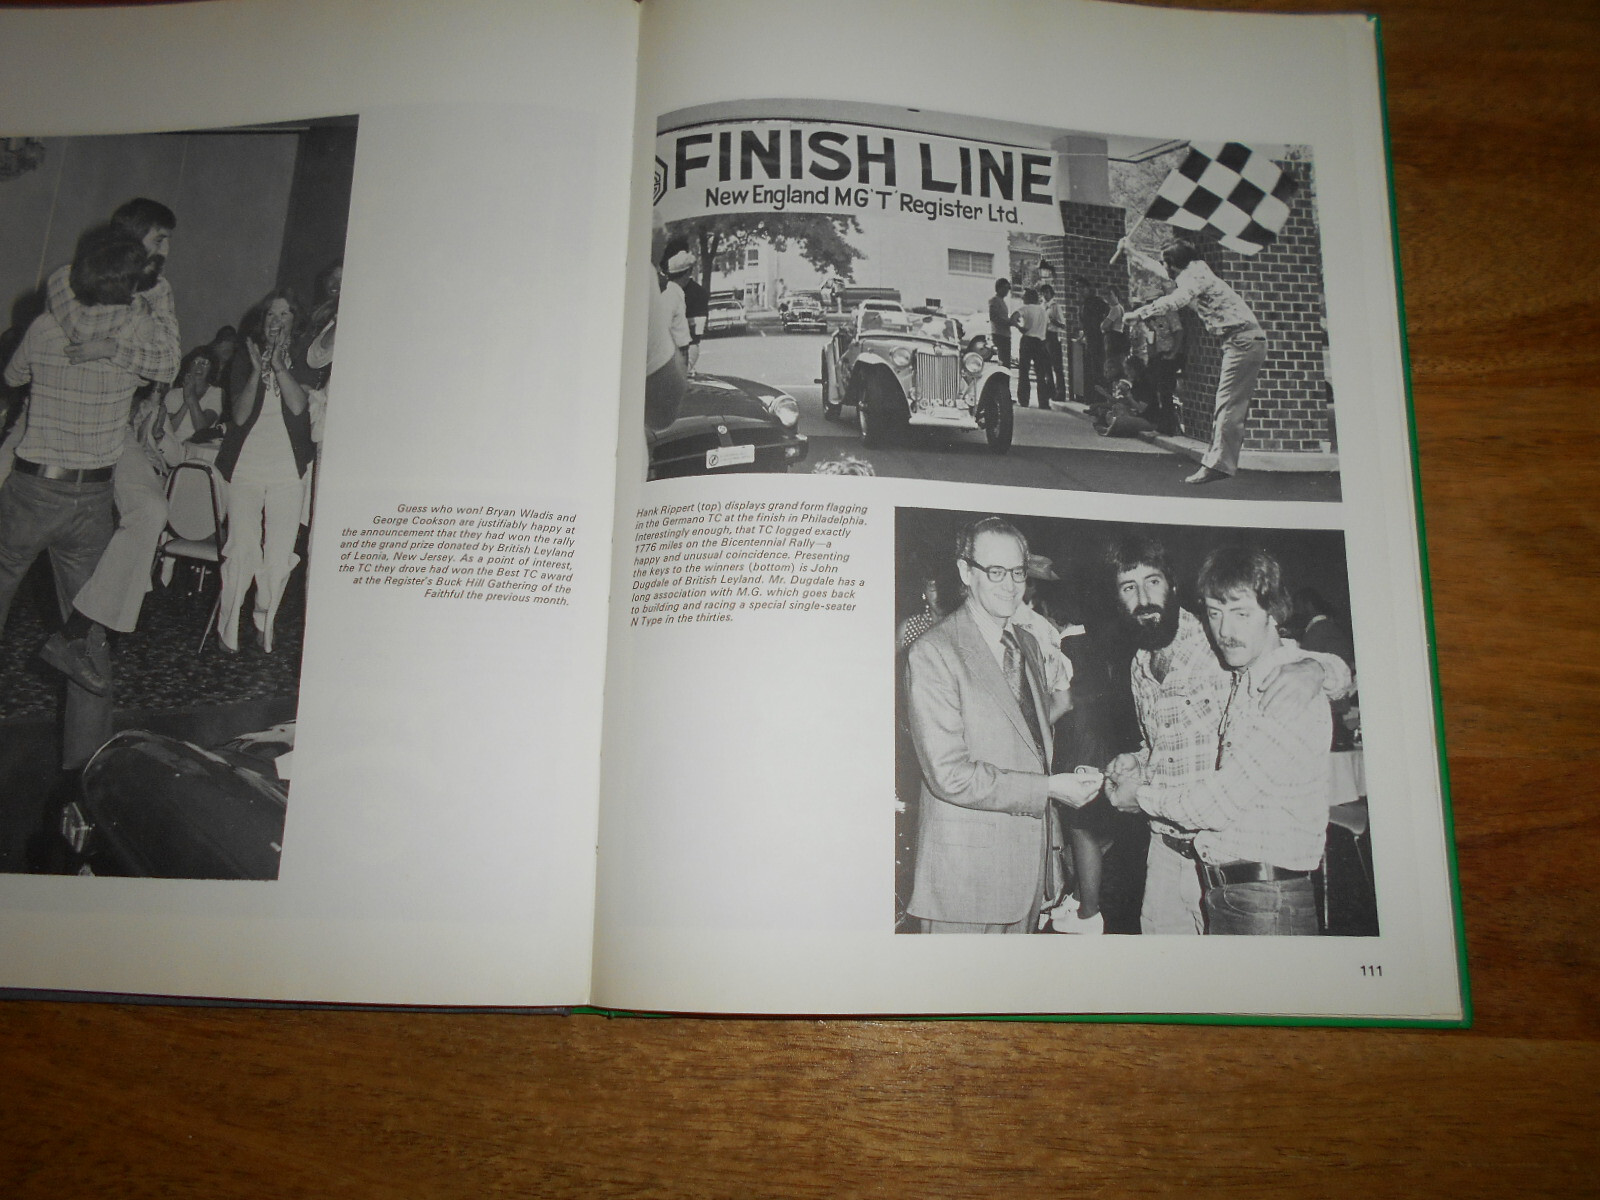 Guess who won! Bryan Wladis and
George Cookson are justifiably happy at
the announcement that they had won the rally
and the grand prize donated by British Leyland
of Leonia, New Jersey. As a point of interest,
the TC they drove had won the Best TC award
at the Register's Buck Hill Gathering of the
Faithful the previous month.
FINISH LINE
New England MG 'T' Register Ltd.
Hank Rippert (top) displays grand form flagging
in the Germano TC at the finish in Philadelphia.
Interestingly enough, that TC logged exactly
1776 miles on the Bicentennial Rally—a
happy and unusual coincidence. Presenting
the keys to the winners (bottom) is John
Dugdale of British Leyland. Mr. Dugdale has a
long association with M.G. which goes back
to building and racing a special single-seater
N Type in the thirties.
111